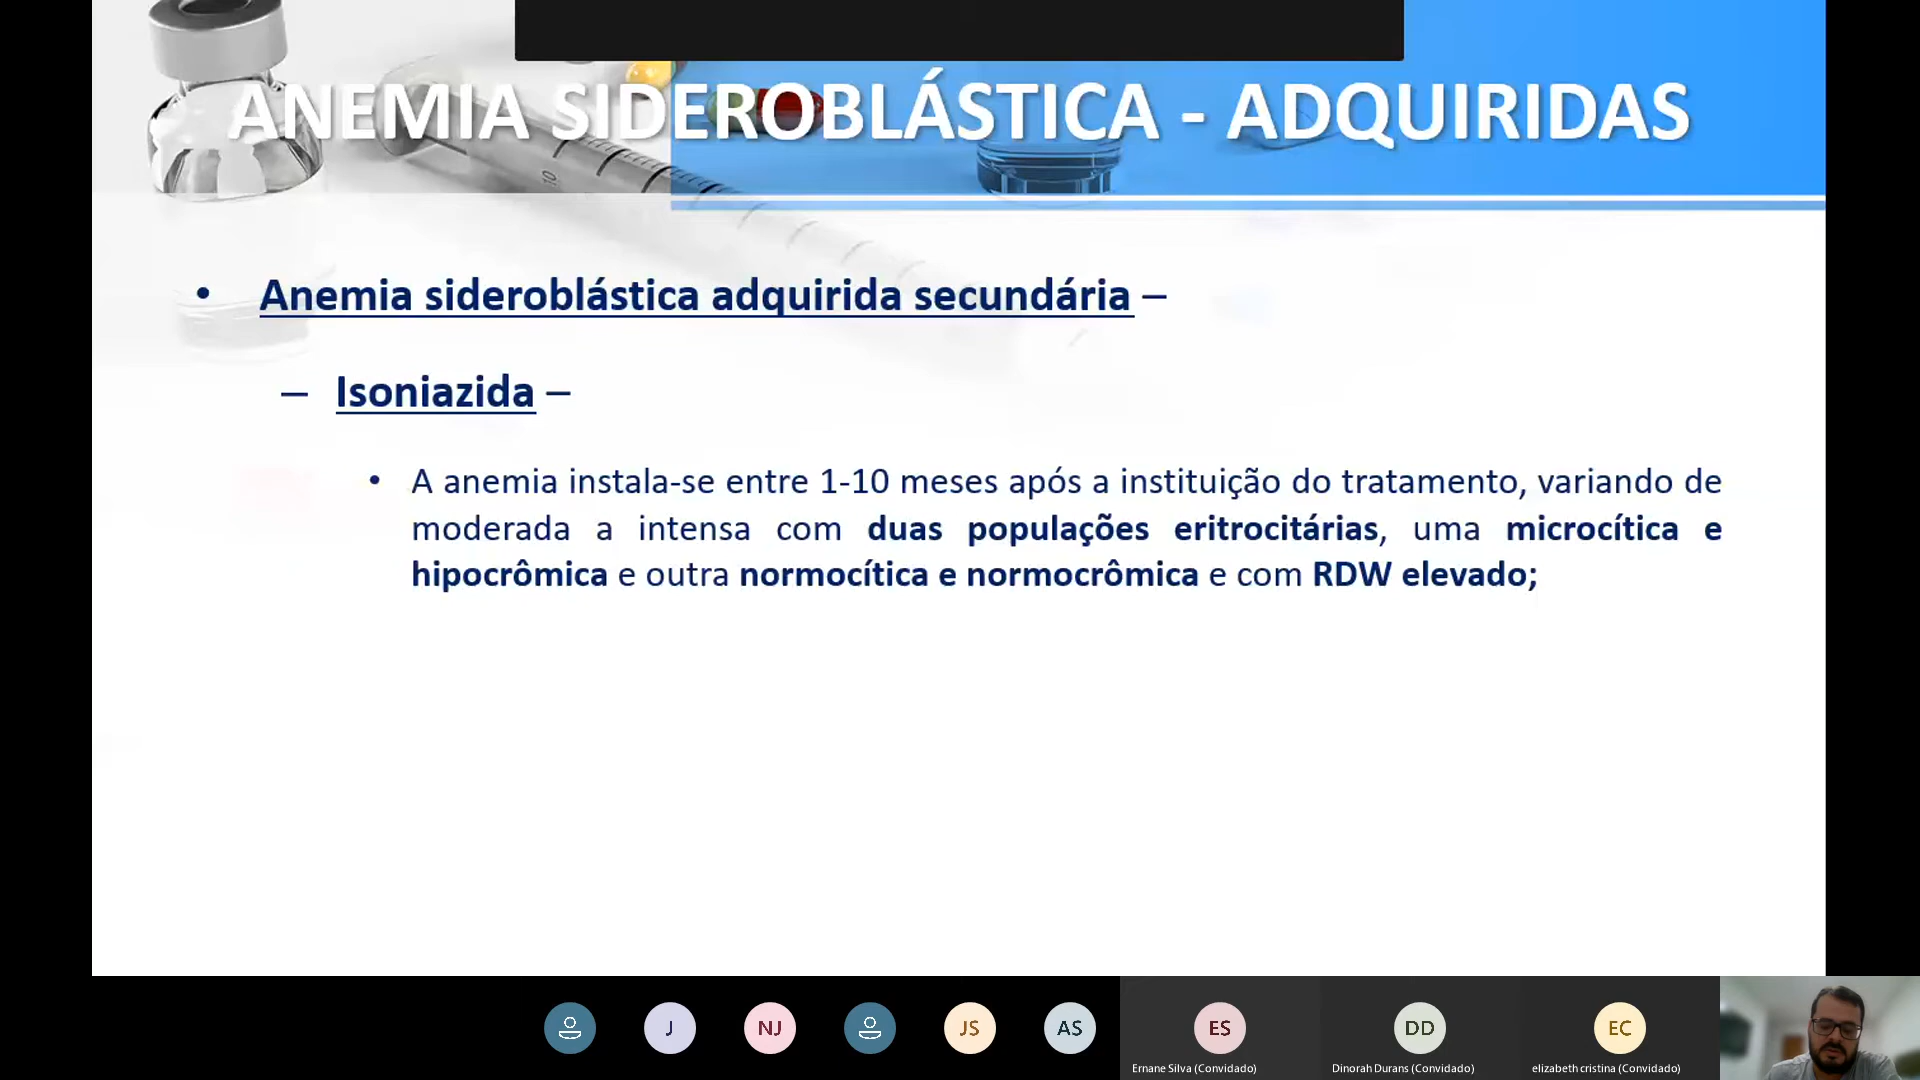 ANEMIA SIDEROBLÁSTICA - ADQUIRIDAS
• Anemia sideroblástica adquirida secundária –
– Isoniazida –
• A anemia instala-se entre 1-10 meses após a instituição do tratamento, variando de
moderada a intensa com duas populações eritrocitárias, uma microcítica e
hipocrômica e outra normocítica e normocrômica e com RDW elevado;
10
J NJ JS AS ES DD EC
Ernane Silva (Convidado) Dinorah Durans (Convidado) elizabeth cristina (Convidado)